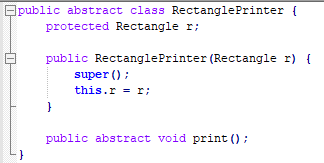 public abstract class RectanglePrinter {
    protected Rectangle r;

    public RectanglePrinter(Rectangle r) {
        super();
        this.r = r;
    }

    public abstract void print();
}